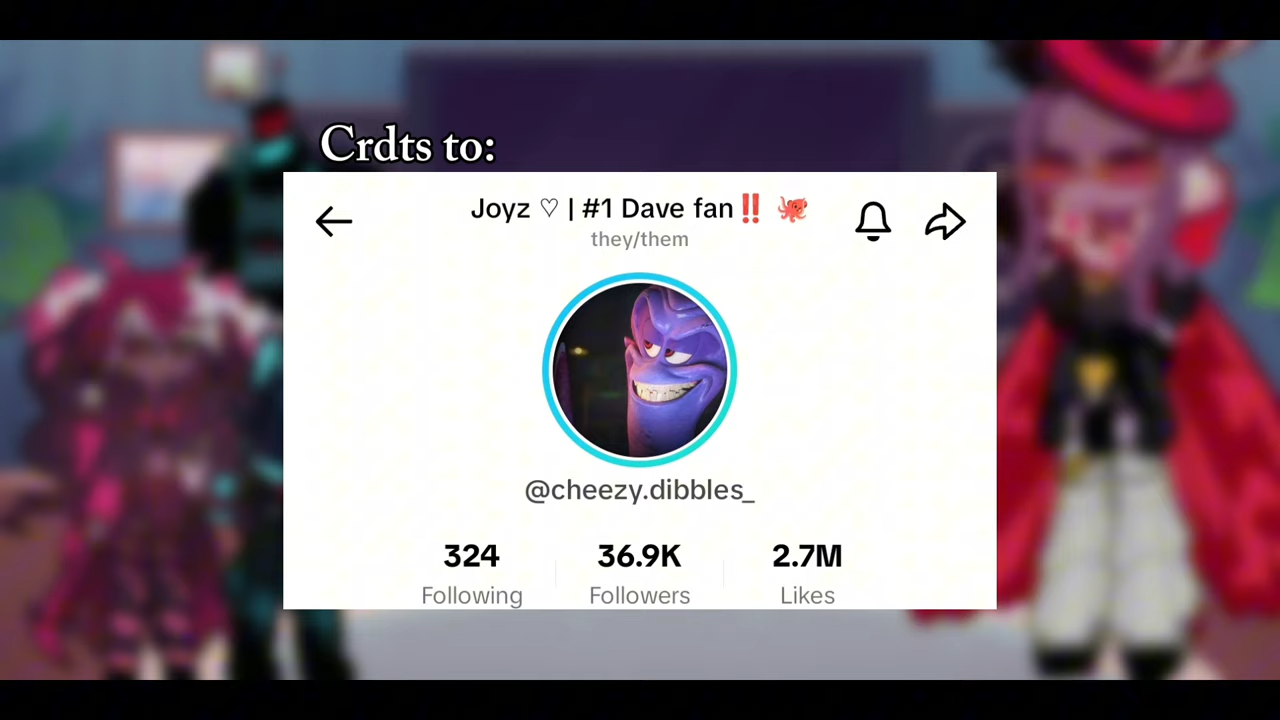 Crdts to:
Joyz ♡ | #1 Dave fan‼️ 🐙
they/them
@cheezy.dibbles_
324 36.9K 2.7M
Following Followers Likes